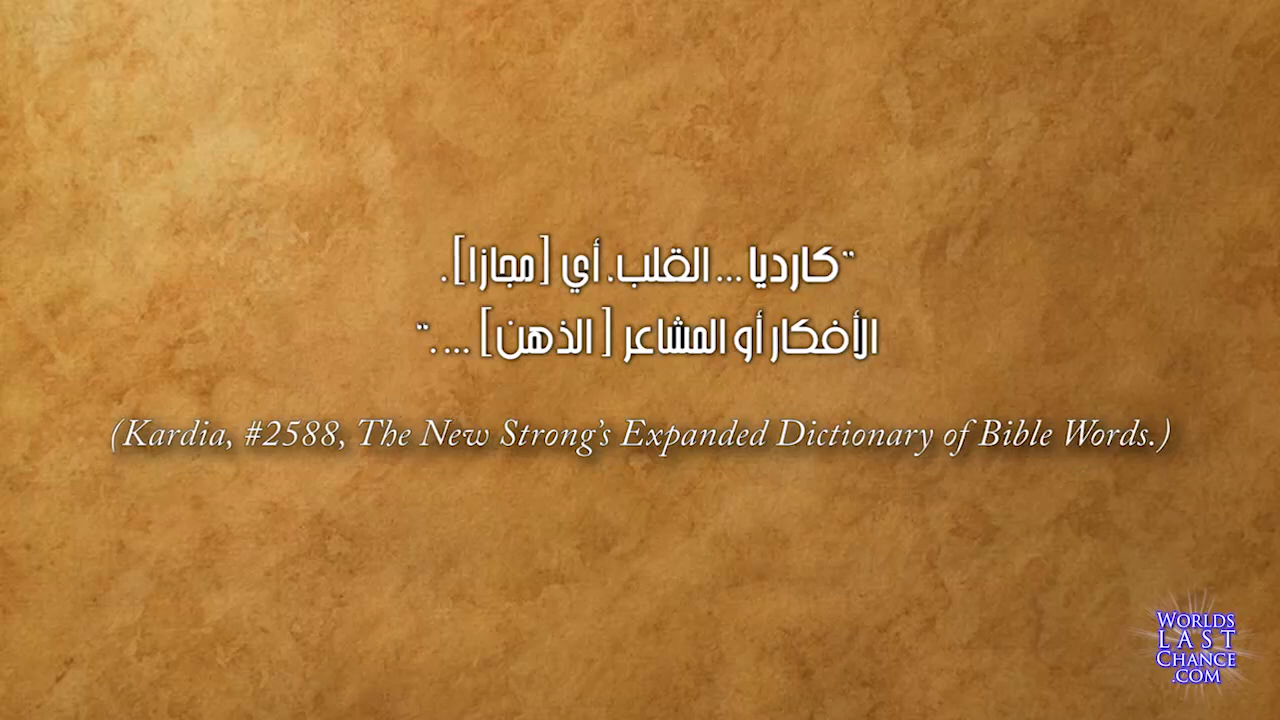 "كارديا ... القلب، أي [مجازا]،
الأفكار أو المشاعر [ الذهن] ... ."
(Kardia, #2588, The New Strong's Expanded Dictionary of Bible Words.)
WORLDS
LAST
CHANCE
.COM